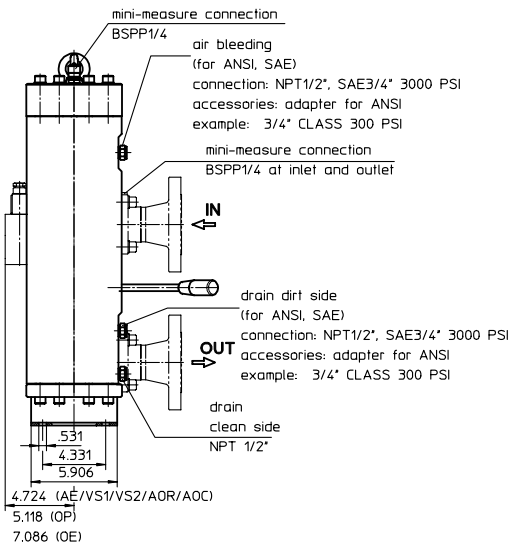 mini-measure connection
BSPP1/4
air bleeding
(for ANSI, SAE)
connection: NPT1/2", SAE3/4" 3000 PSI
accessories: adapter for ANSI
example: 3/4" CLASS 300 PSI
mini-measure connection
BSPP1/4 at inlet and outlet
IN
drain dirt side
(for ANSI, SAE)
connection: NPT1/2", SAE3/4" 3000 PSI
accessories: adapter for ANSI
example: 3/4" CLASS 300 PSI
OUT
drain
clean side
NPT 1/2"
.531
4.331
5.906
4.724 (AE/VS1/VS2/AOR/AOC)
5.118 (OP)
7.086 (OE)